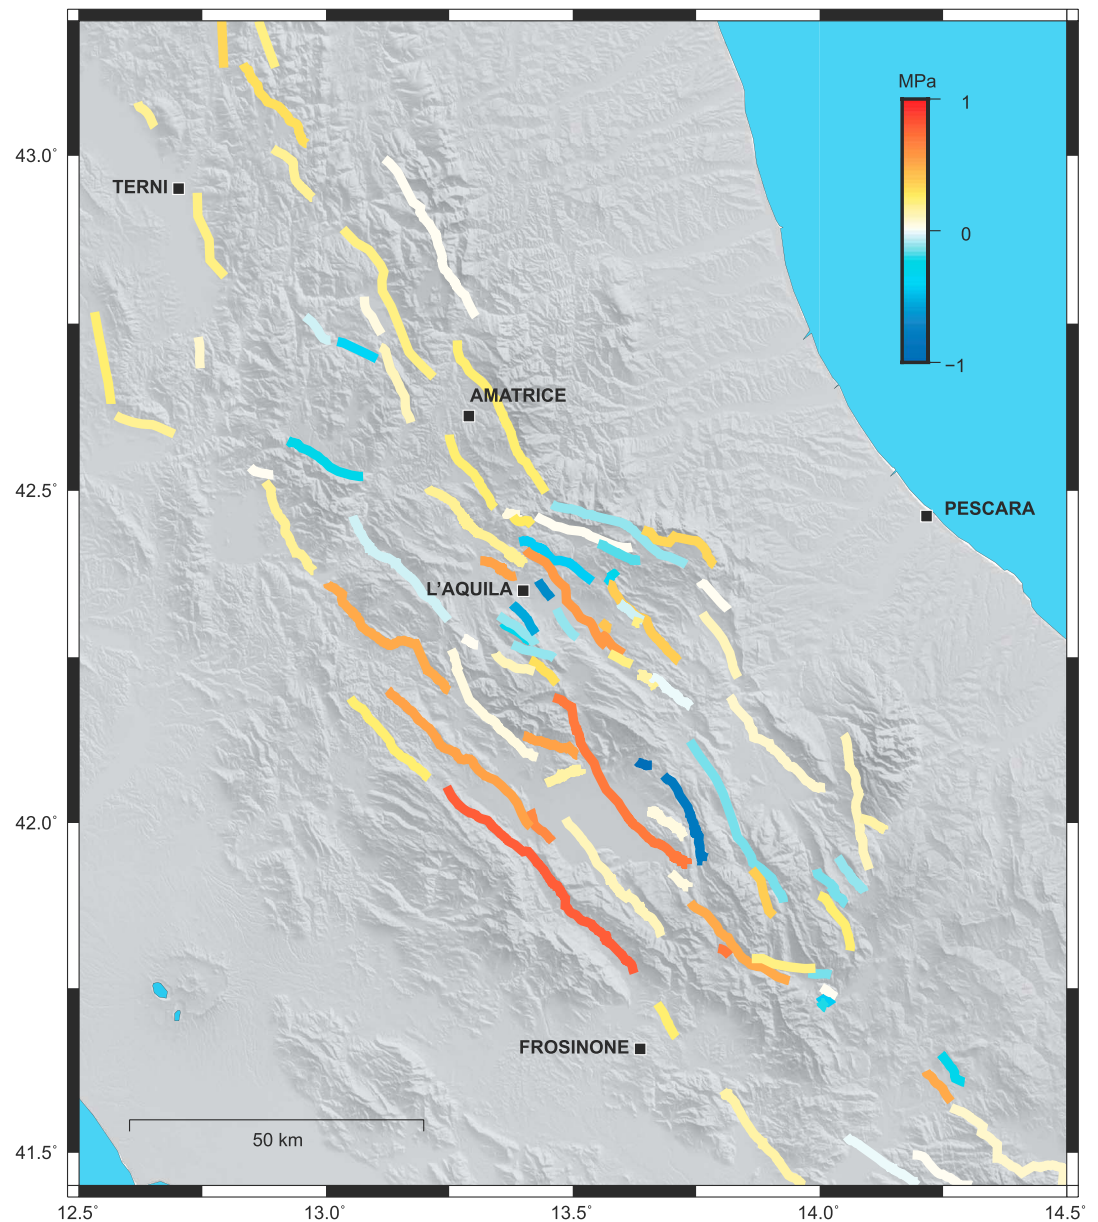 MPa
1
0
−1
43.0°
TERNI
AMATRICE
42.5°
PESCARA
L'AQUILA
42.0°
FROSINONE
50 km
41.5°
12.5°
13.0°
13.5°
14.0°
14.5°